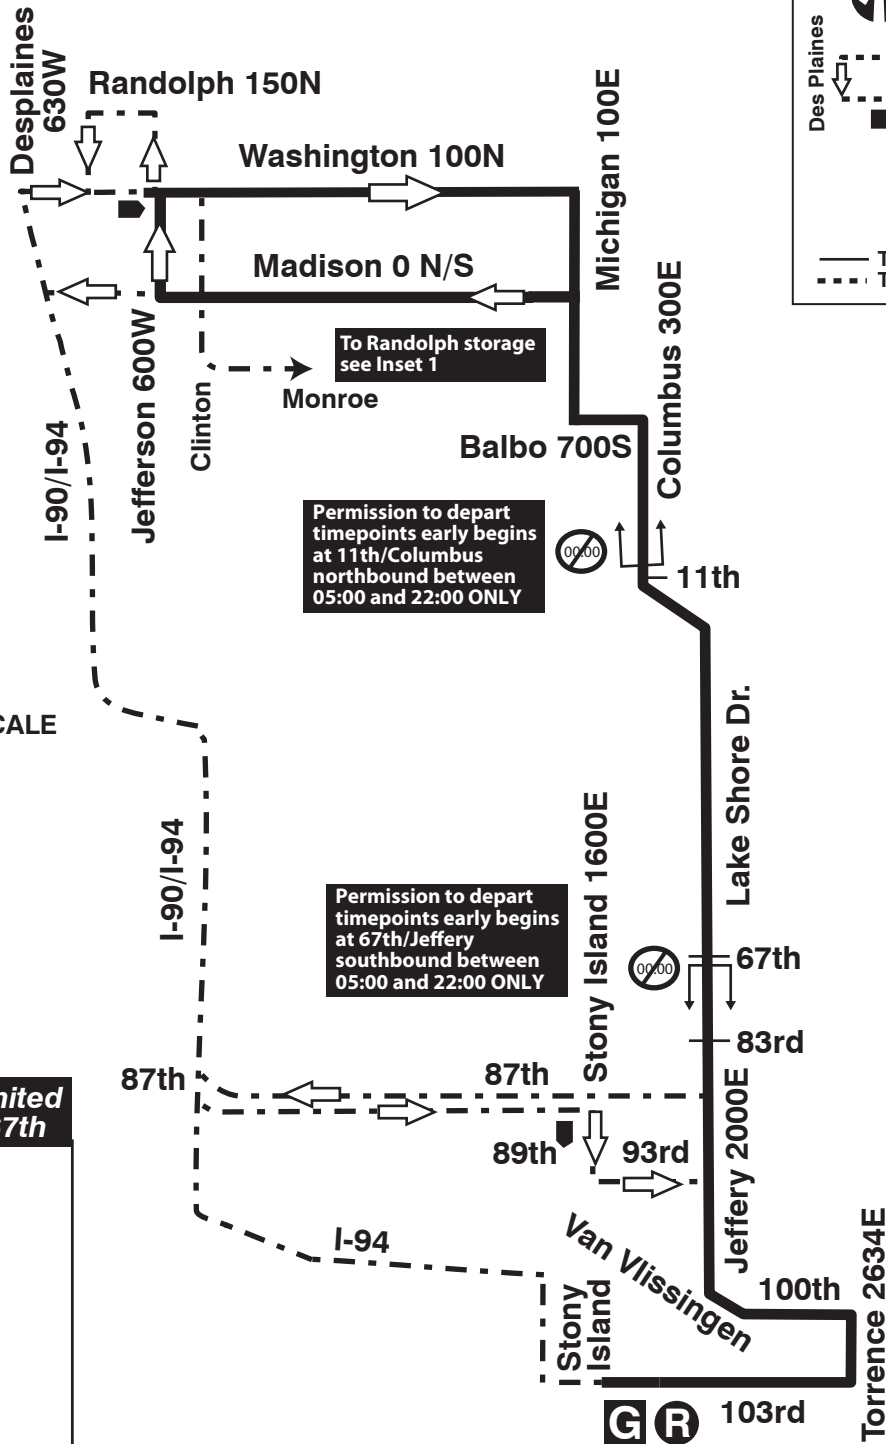 Desplaines
630W
Randolph 150N
Washington 100N
Michigan 100E
Des Plaines
T
T
Madison 0 N/S
Columbus 300E
To Randolph storage
see Inset 1
Jefferson 600W
Clinton
Monroe
I-90/I-94
Balbo 700S
Permission to depart
timepoints early begins
at 11th/Columbus
northbound between
05:00 and 22:00 ONLY
00:00
11th
CALE
Lake Shore Dr.
I-90/I-94
Stony Island 1600E
Permission to depart
timepoints early begins
at 67th/Jeffery
southbound between
05:00 and 22:00 ONLY
00:00
67th
83rd
87th
87th
nited
7th
89th
93rd
Jeffery 2000E
I-94
Van Vlissingen
100th
Torrence 2634E
Stony
Island
G R
103rd